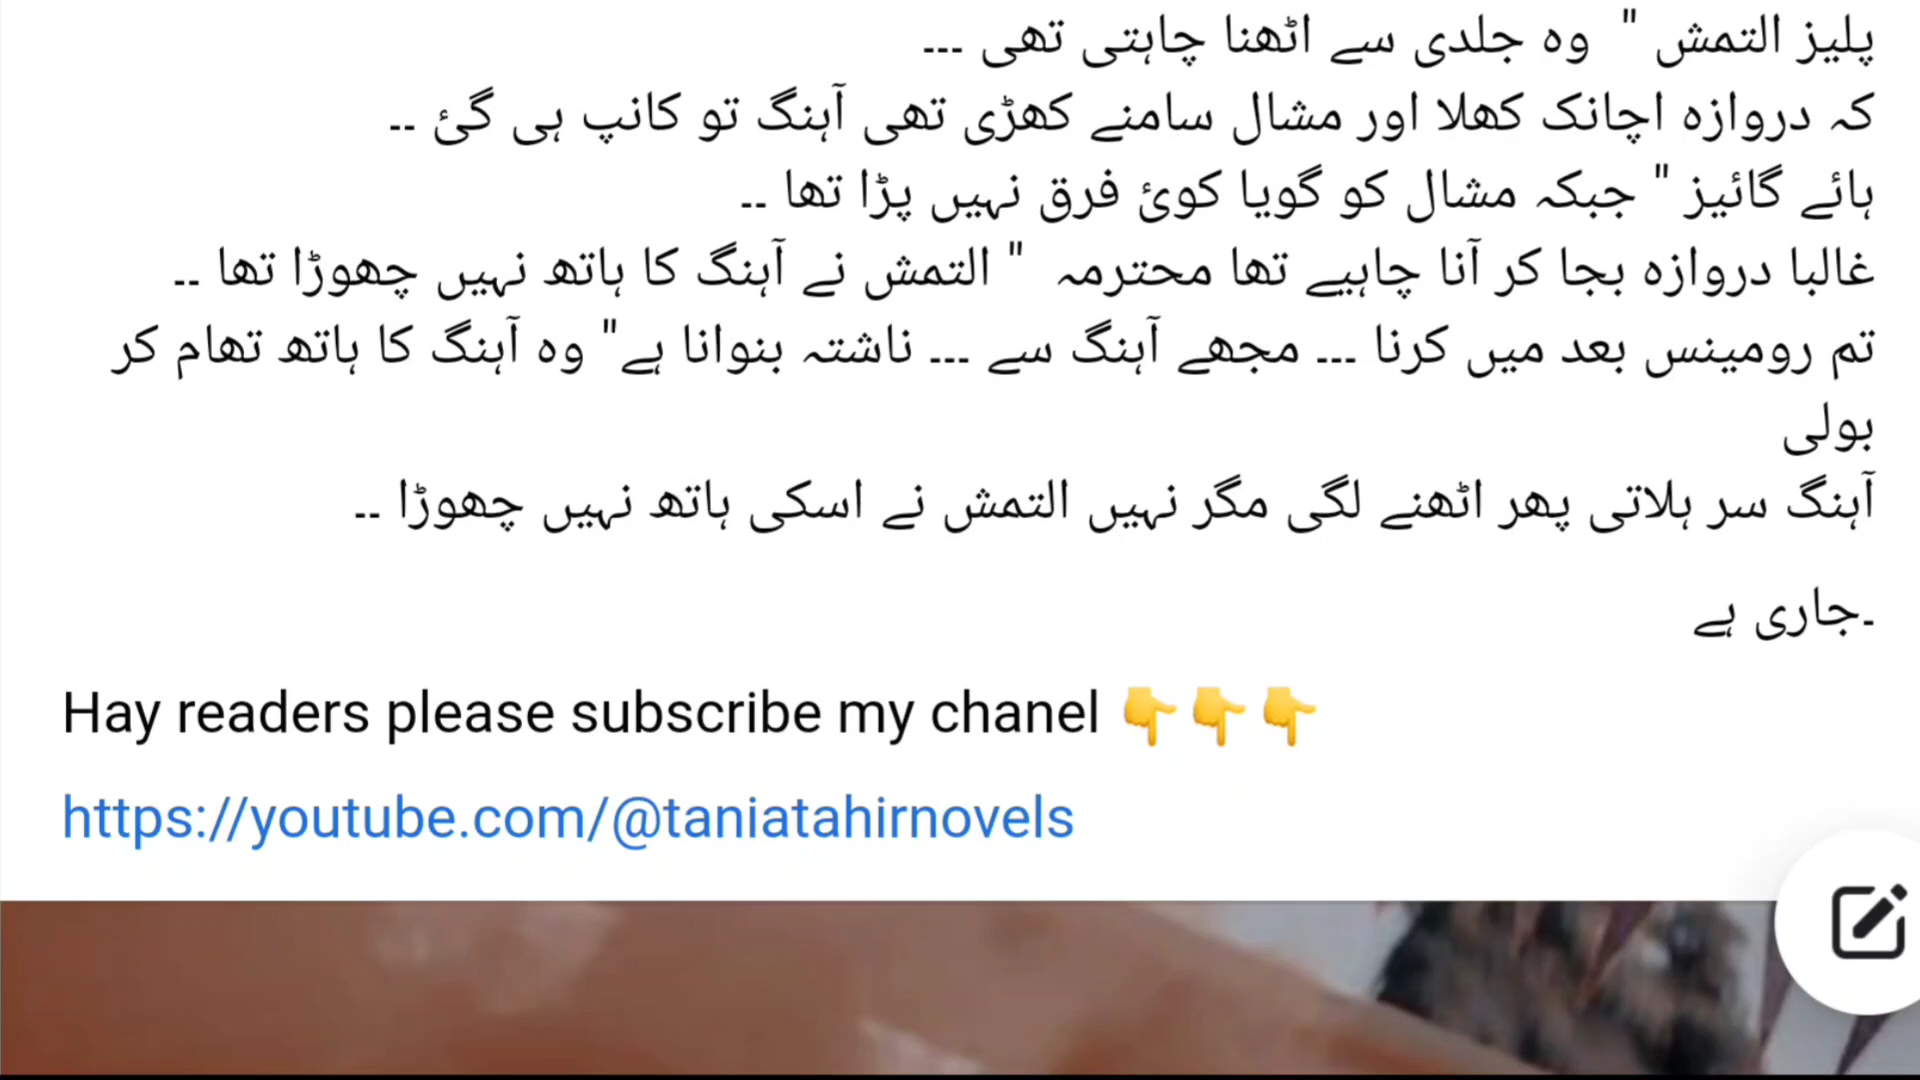 پلیز التمش "  وہ جلدی سے اٹھنا چاہتی تھی ---
کہ دروازہ اچانک کھلا اور مشال سامنے کھڑی تھی آہنگ تو کانپ ہی گئ --
ہائے گائیز " جبکہ مشال کو گویا کوئ فرق نہیں پڑا تھا --
غالبا دروازہ بجا کر آنا چاہیے تھا محترمہ  " التمش نے آہنگ کا ہاتھ نہیں چھوڑا تھا --
تم رومینس بعد میں کرنا --- مجھے آہنگ سے --- ناشتہ بنوانا ہے" وہ آہنگ کا ہاتھ تھام کر
بولی
آہنگ سر ہلاتی پھر اٹھنے لگی مگر نہیں التمش نے اسکی ہاتھ نہیں چھوڑا --
-جاری ہے
Hay readers please subscribe my chanel 👇👇👇
https://youtube.com/@taniatahirnovels